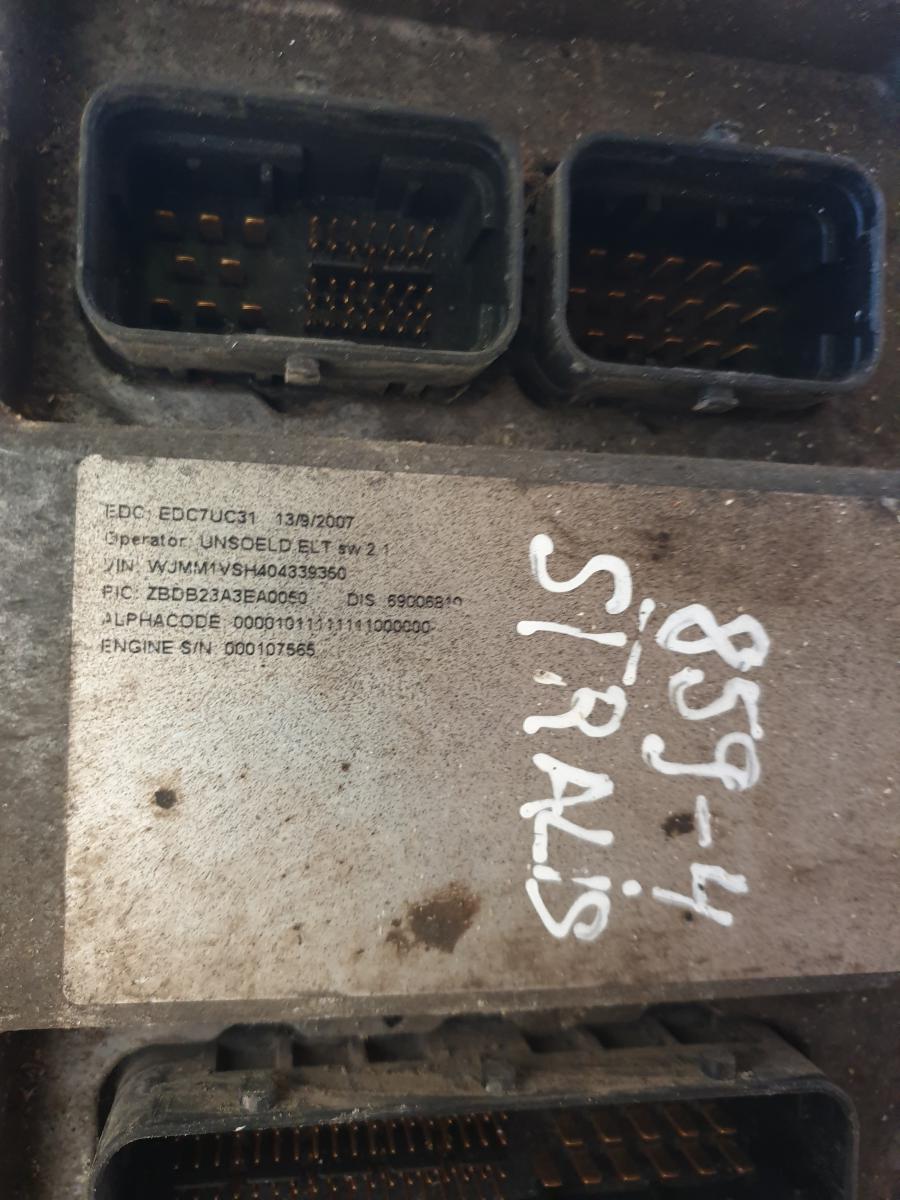 EDC: EDC7UC31 13/9/2007
Operator: UNSOELD ELT sw 2.1
VIN: WJMM1VSH404339350
PIC: ZBDB23A3EA0050 DIS 69006810
ALPHACODE 00001011111111000000
ENGINE S/N 000107565
859-4
STRALIS